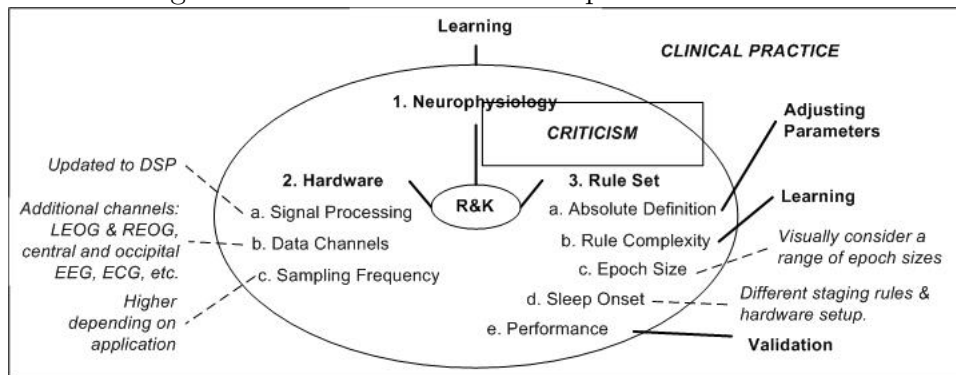 Learning
CLINICAL PRACTICE
1. Neurophysiology
CRITICISM
Adjusting
Parameters
Updated to DSP
2. Hardware
R&K
3. Rule Set
a. Signal Processing
b. Data Channels
c. Sampling Frequency
a. Absolute Definition
b. Rule Complexity
c. Epoch Size
d. Sleep Onset
e. Performance
Additional channels:
LEOG & REOG,
central and occipital
EEG, ECG, etc.
Higher
depending on
application
Learning
Visually consider a
range of epoch sizes
Different staging rules &
hardware setup.
Validation